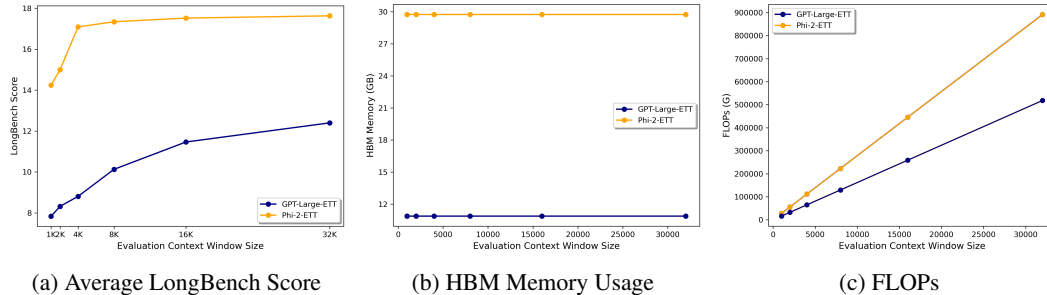 18
16
14
12
10
8
LongBench Score
1K
2K
4K
8K
16K
32K
Evaluation Context Window Size
GPT-Large-ETT
Phi-2-ETT
(a) Average LongBench Score
30
27
24
21
18
15
12
HBM Memory (GB)
0
5000
10000
15000
20000
25000
30000
Evaluation Context Window Size
GPT-Large-ETT
Phi-2-ETT
(b) HBM Memory Usage
900000
800000
700000
600000
500000
400000
300000
200000
100000
0
FLOPs (G)
0
5000
10000
15000
20000
25000
30000
Evaluation Context Window Size
GPT-Large-ETT
Phi-2-ETT
(c) FLOPs